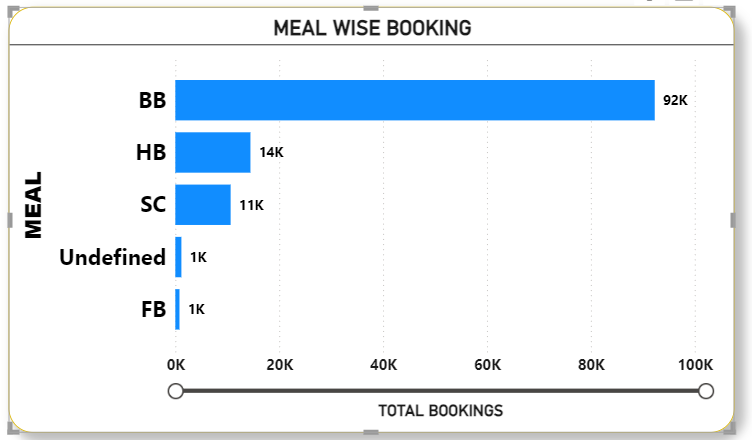 MEAL WISE BOOKING
MEAL
BB 92K
HB 14K
SC 11K
Undefined 1K
FB 1K
0K 20K 40K 60K 80K 100K
TOTAL BOOKINGS